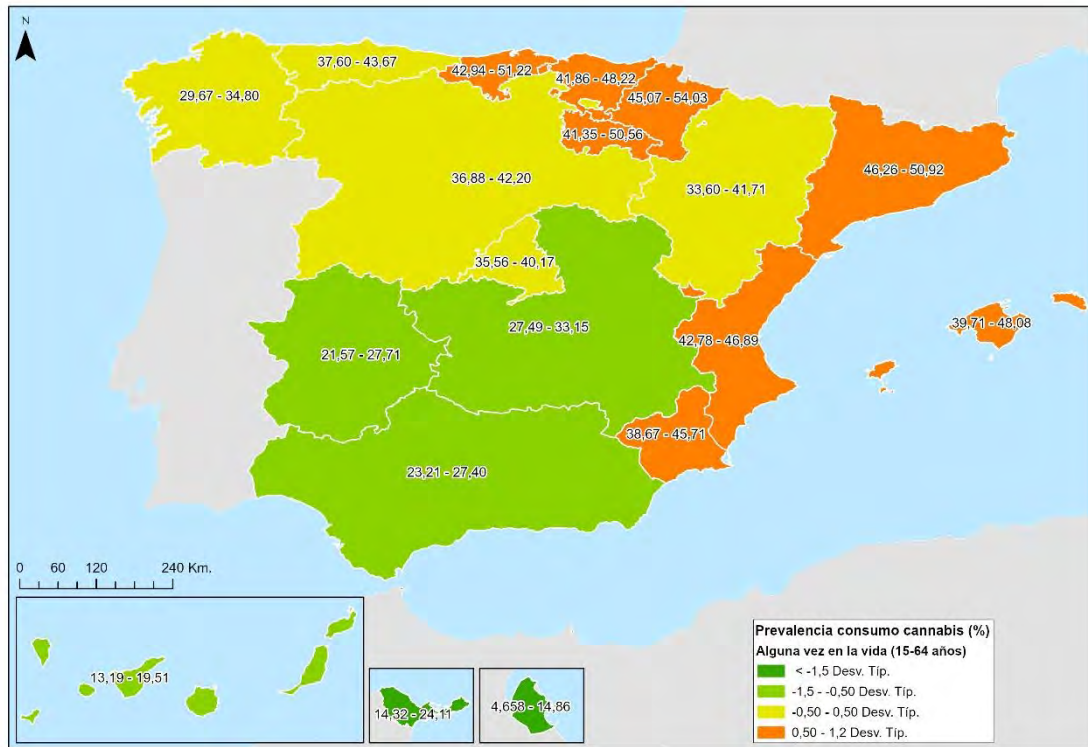 N
37,60 - 43,67
42,94 - 51,22
41,86 - 48,22
29,67 - 34,80
45,07 - 54,03
41,35 - 50,56
46,26 - 50,92
36,88 - 42,20
33,60 - 41,71
35,56 - 40,17
27,49 - 33,15
39,71 - 48,08
42,78 - 46,89
21,57 - 27,71
38,67 - 45,71
23,21 - 27,40
0 60 120 240 Km.
13,19 - 19,51
14,32 - 24,11
4,658 - 14,86
Prevalencia consumo cannabis (%)
Alguna vez en la vida (15-64 años)
< -1,5 Desv. Típ.
-1,5 - -0,50 Desv. Típ.
-0,50 - 0,50 Desv. Típ.
0,50 - 1,2 Desv. Típ.